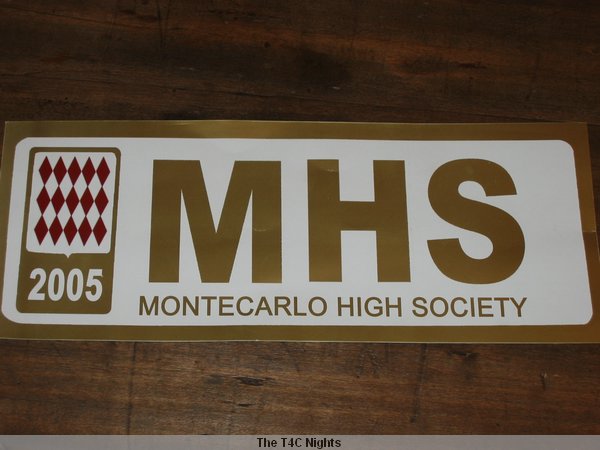 MHS
2005
MONTECARLO HIGH SOCIETY
The T4C Nights